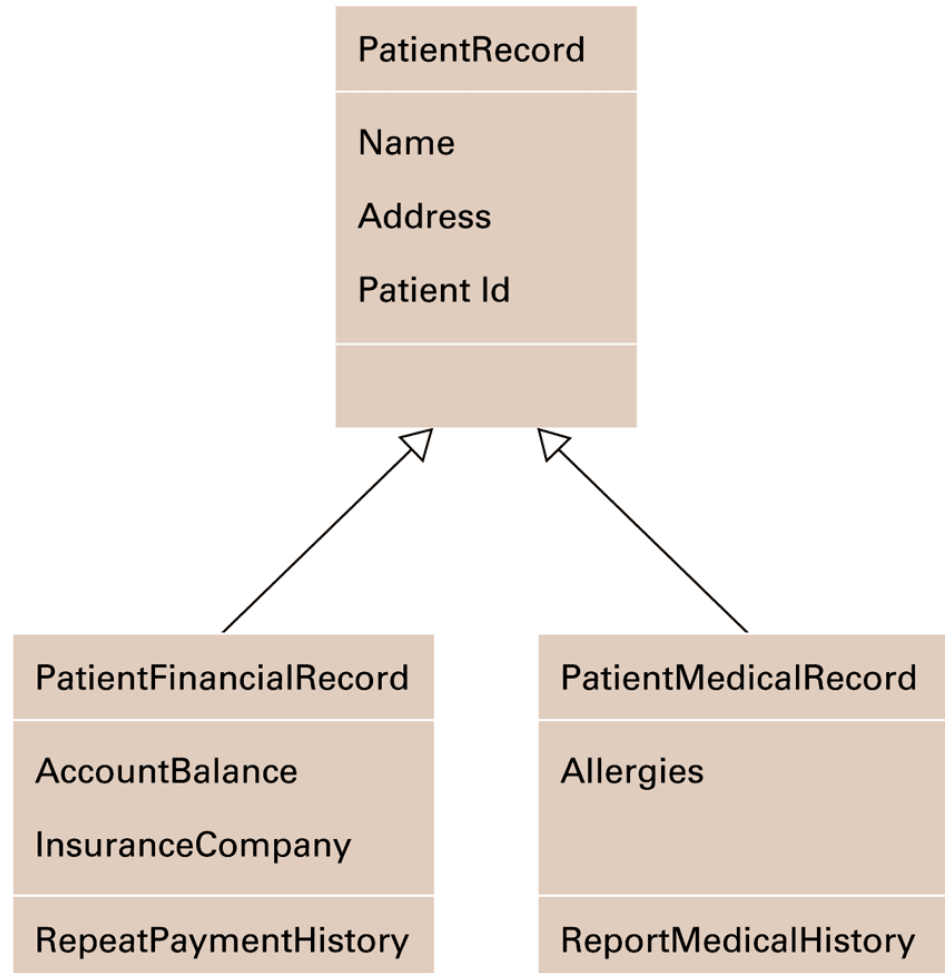 PatientRecord
Name
Address
Patient Id
PatientFinancialRecord
AccountBalance
InsuranceCompany
RepeatPaymentHistory
PatientMedicalRecord
Allergies
ReportMedicalHistory